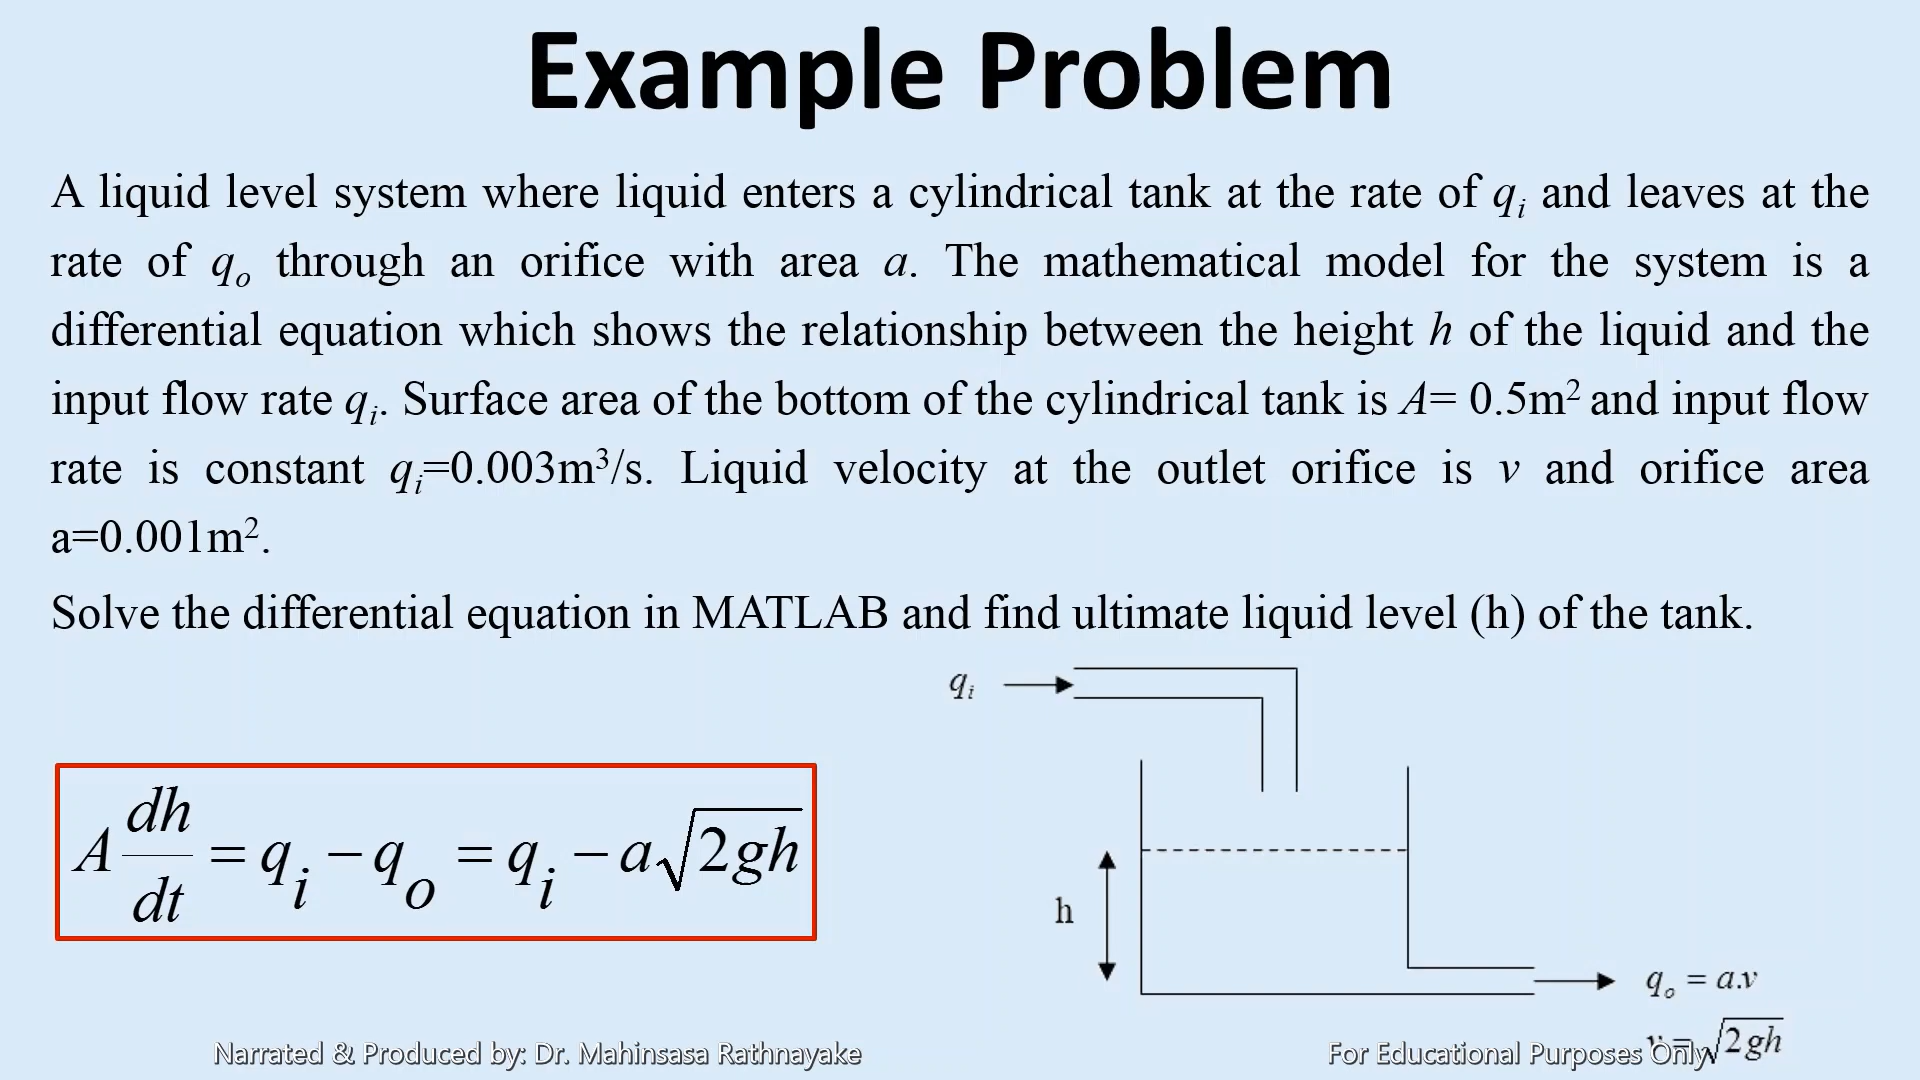 Example Problem
A liquid level system where liquid enters a cylindrical tank at the rate of qᵢ and leaves at the
rate of qₒ through an orifice with area a. The mathematical model for the system is a
differential equation which shows the relationship between the height h of the liquid and the
input flow rate qᵢ. Surface area of the bottom of the cylindrical tank is A= 0.5m² and input flow
rate is constant qᵢ=0.003m³/s. Liquid velocity at the outlet orifice is v and orifice area
a=0.001m².
Solve the differential equation in MATLAB and find ultimate liquid level (h) of the tank.
qᵢ
A dh/dt = qᵢ − qₒ = qᵢ − a√2gh
h
qₒ = a.v
v = √2gh
Narrated & Produced by: Dr. Mahinsasa Rathnayake
For Educational Purposes Only